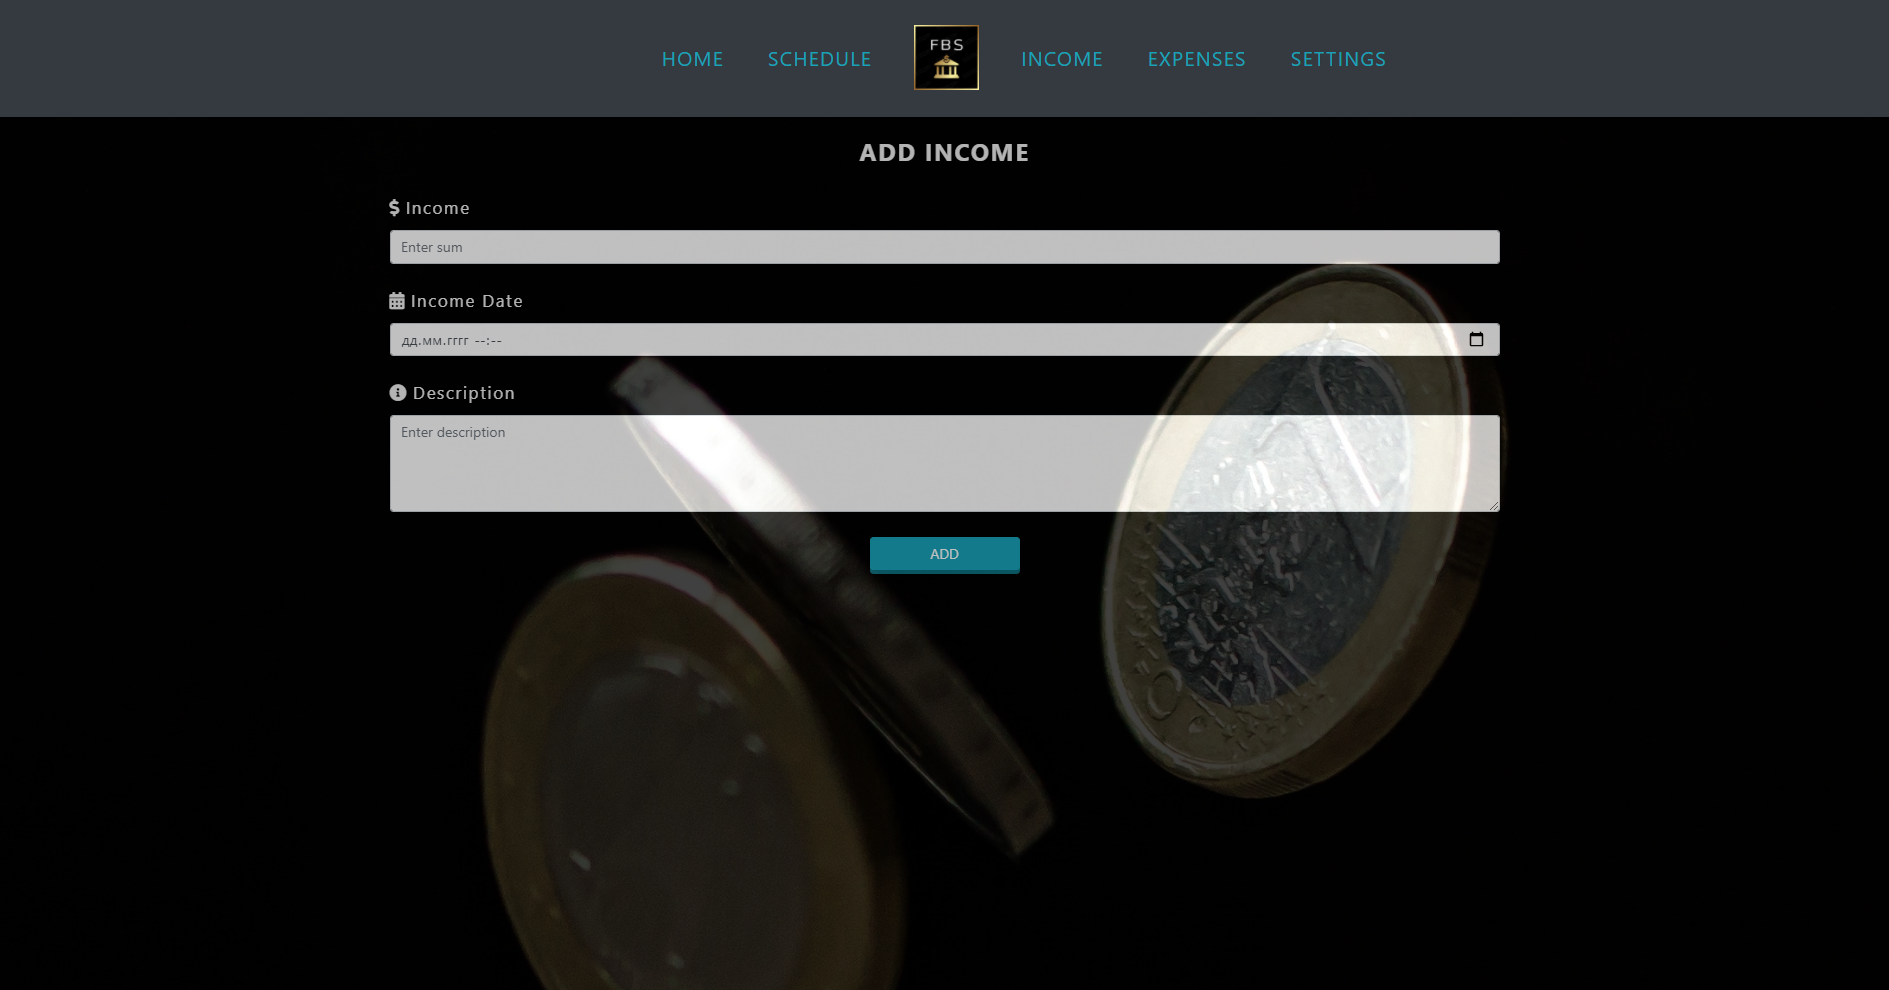 HOME SCHEDULE FBS INCOME EXPENSES SETTINGS
ADD INCOME
Income
Enter sum
Income Date
дд.мм.гггг --:--
Description
Enter description
ADD